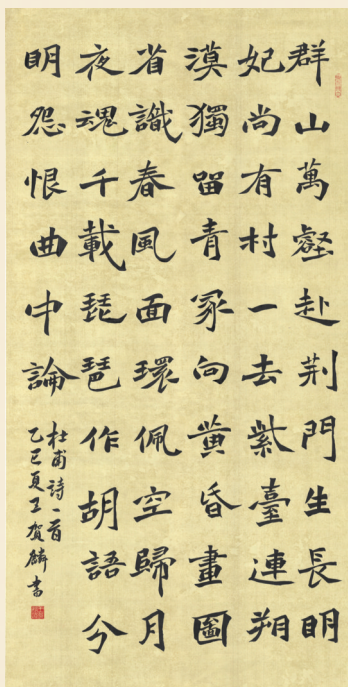 群山萬壑赴荆門生長明
妃尚有村一去紫臺連朔
漠獨留青冢向黄昏畫圖
省識春風面環佩空歸月
夜魂千載琵琶作胡語分
明怨恨曲中論
杜甫詩一首
乙巳夏王賀麟書